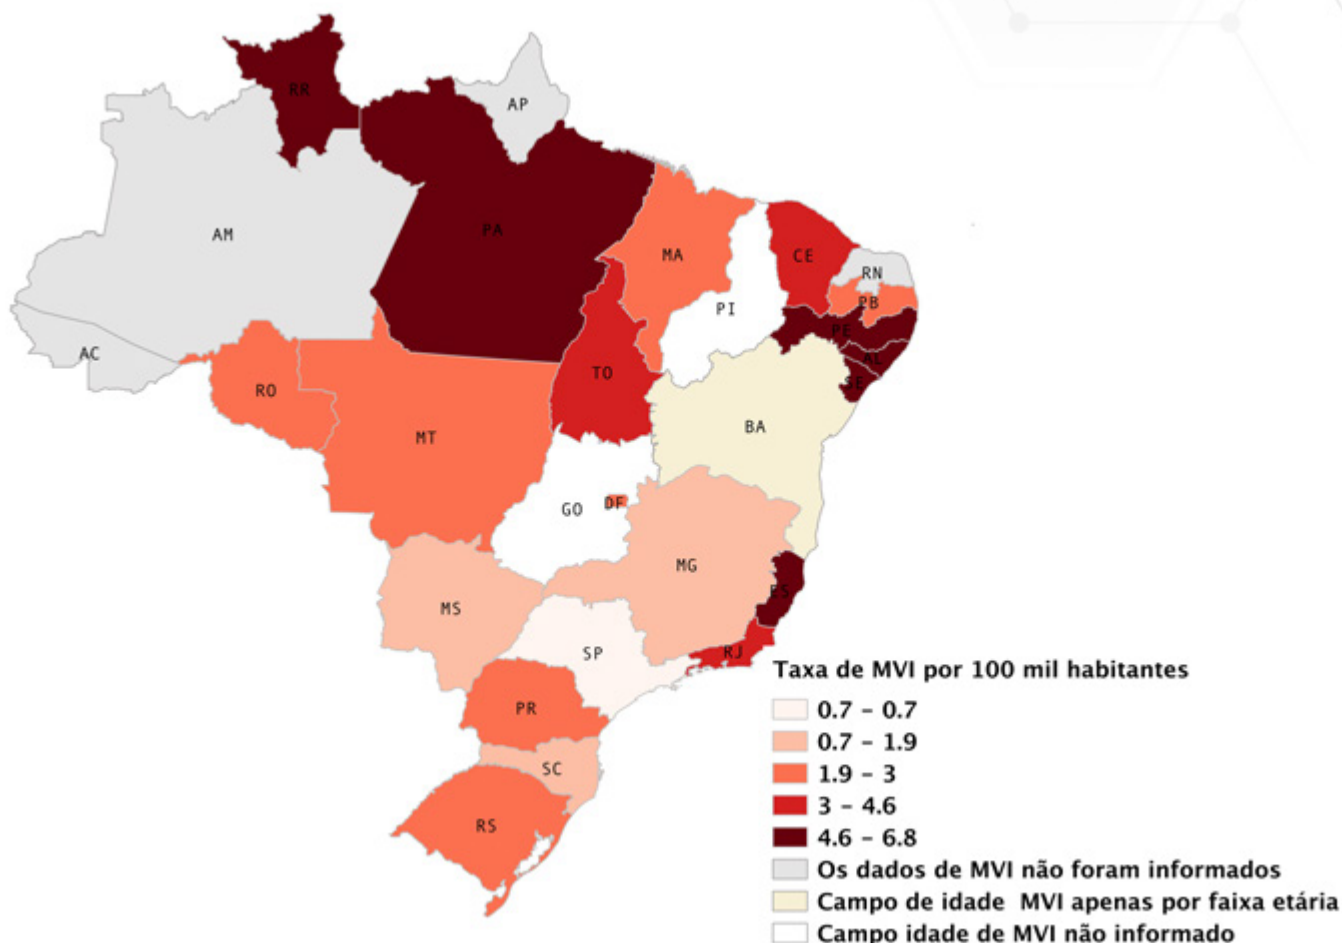 RR
AP
AM
PA
MA
CE
RN
PI
PB
PE
AC
AL
TO
SE
RO
BA
MT
GO
DF
MG
ES
MS
SP
RJ
PR
SC
RS
Taxa de MVI por 100 mil habitantes
0.7 – 0.7
0.7 – 1.9
1.9 – 3
3 – 4.6
4.6 – 6.8
Os dados de MVI não foram informados
Campo de idade  MVI apenas por faixa etária
Campo idade de MVI não informado